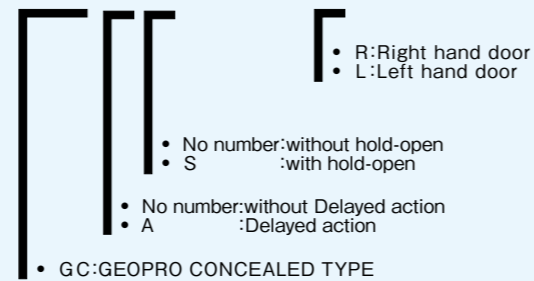 • R:Right hand door
• L:Left hand door
• No number:without hold-open
• S :with hold-open
• No number:without Delayed action
• A :Delayed action
• GC:GEOPRO CONCEALED TYPE